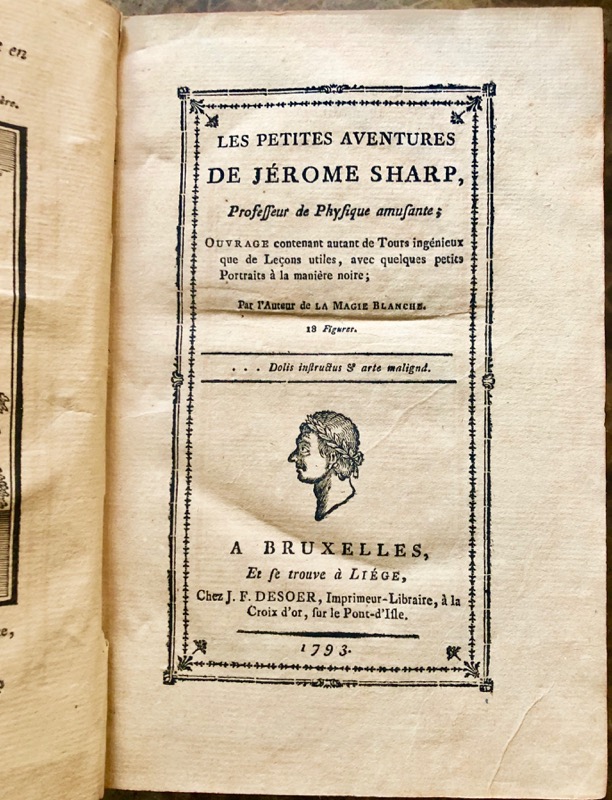 en
ère.
LES PETITES AVENTURES
DE JÉROME SHARP,
Profeſſeur de Phyſique amuſante;
OUVRAGE contenant autant de Tours ingénieux
que de Leçons utiles, avec quelques petits
Portraits à la manière noire;
Par l'Auteur de LA MAGIE BLANCHE.
18 Figures.
. . . Dolis inſtructus & arte malignâ.
A BRUXELLES,
Et ſe trouve à LIÉGE,
Chez J. F. DESOER, Imprimeur-Libraire, à la
Croix d'or, ſur le Pont-d'Iſle.
1793.